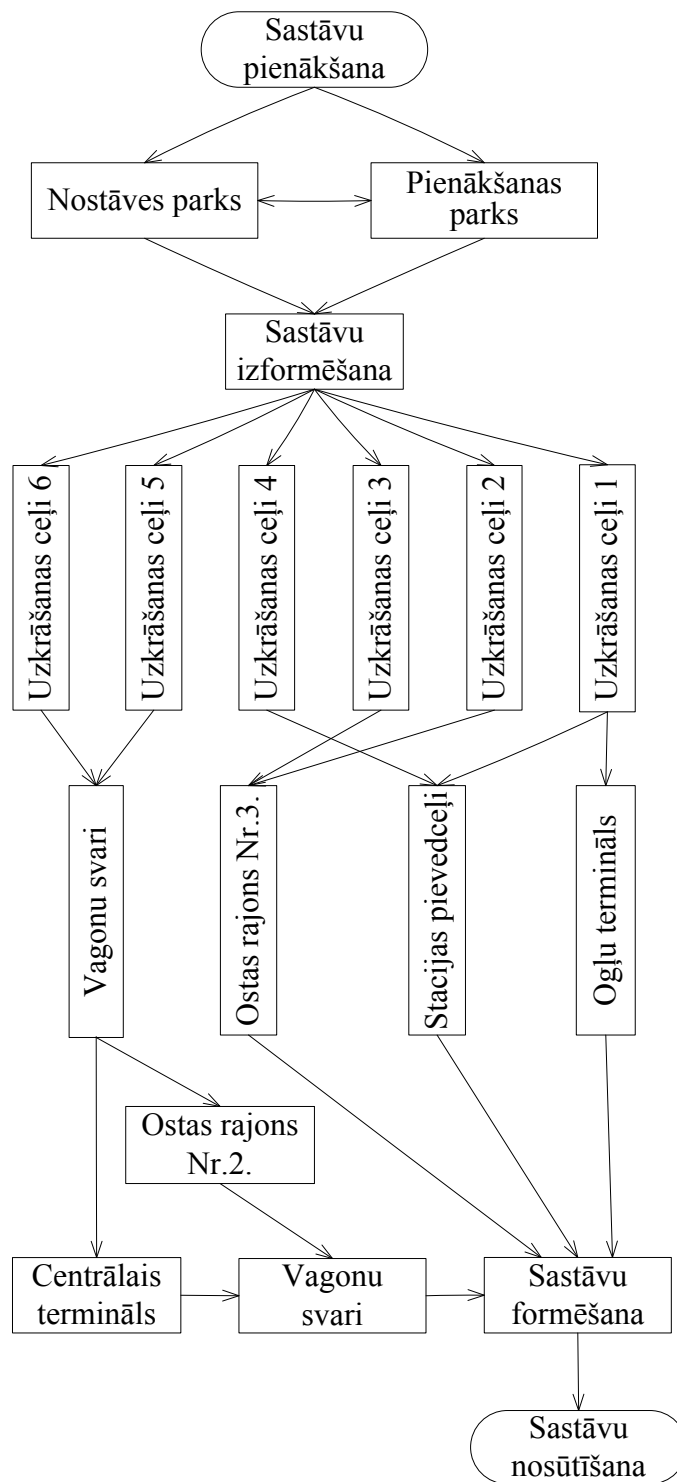 Sastāvu
pienākšana
Nostāves parks
Pienākšanas
parks
Sastāvu
izformēšana
Uzkrāšanas ceļi 6
Uzkrāšanas ceļi 5
Uzkrāšanas ceļi 4
Uzkrāšanas ceļi 3
Uzkrāšanas ceļi 2
Uzkrāšanas ceļi 1
Vagonu svari
Ostas rajons Nr.3.
Stacijas pievedceļi
Ogļu termināls
Ostas rajons
Nr.2.
Centrālais
termināls
Vagonu
svari
Sastāvu
formēšana
Sastāvu
nosūtīšana